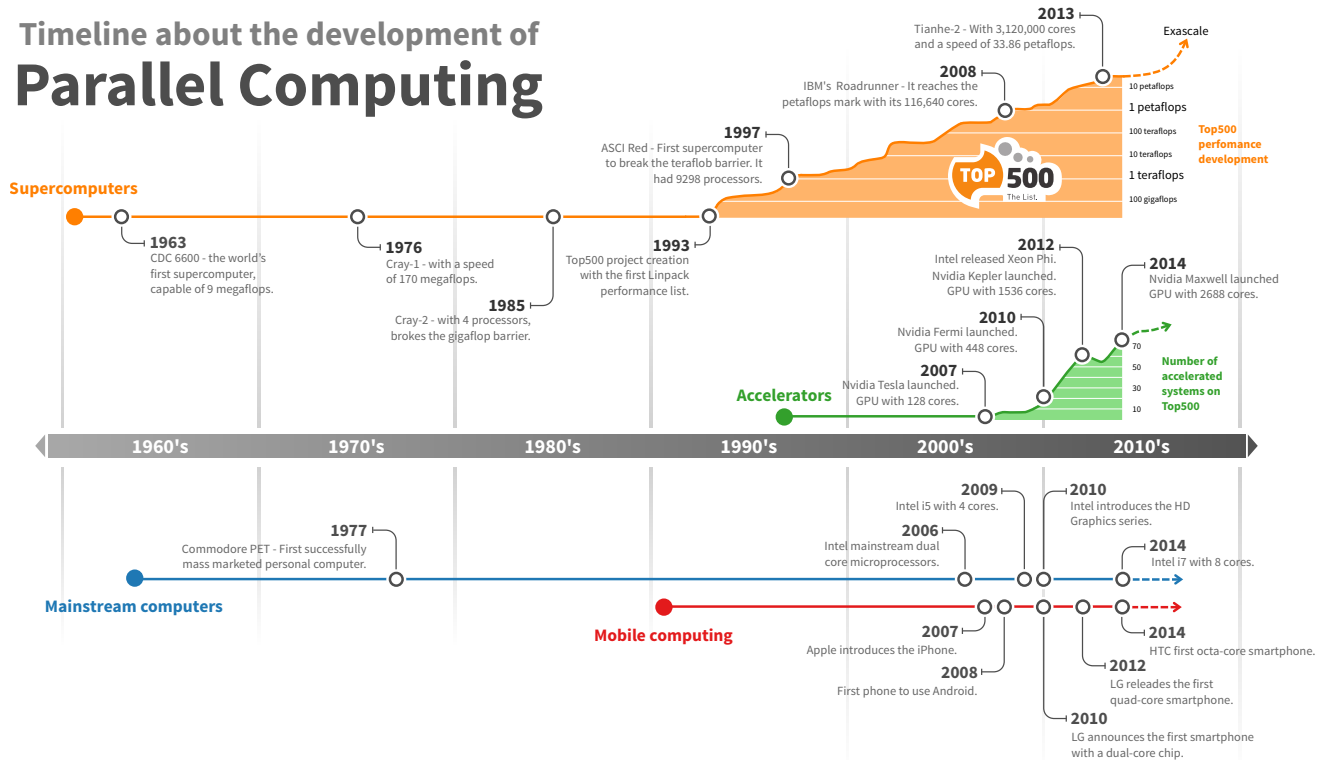 Timeline about the development of
Parallel Computing
Supercomputers
1963
CDC 6600 - the world's
first supercomputer,
capable of 9 megaflops.
1976
Cray-1 - with a speed
of 170 megaflops.
1985
Cray-2 - with 4 processors,
brokes the gigaflop barrier.
1993
Top500 project creation
with the first Linpack
performance list.
1997
ASCI Red - First supercomputer
to break the teraflob barrier. It
had 9298 processors.
2008
IBM's Roadrunner - It reaches the
petaflops mark with its 116,640 cores.
2013
Tianhe-2 - With 3,120,000 cores
and a speed of 33.86 petaflops.
Exascale
10 petaflops
1 petaflops
100 teraflops
10 teraflops
1 teraflops
100 gigaflops
Top500
perfomance
development
TOP 500
The List.
Accelerators
2007
Nvidia Tesla launched.
GPU with 128 cores.
2010
Nvidia Fermi launched.
GPU with 448 cores.
2012
Intel released Xeon Phi.
Nvidia Kepler launched.
GPU with 1536 cores.
2014
Nvidia Maxwell launched
GPU with 2688 cores.
70
50
30
10
Number of
accelerated
systems on
Top500
1960's
1970's
1980's
1990's
2000's
2010's
Mainstream computers
1977
Commodore PET - First successfully
mass marketed personal computer.
2006
Intel mainstream dual
core microprocessors.
2009
Intel i5 with 4 cores.
2010
Intel introduces the HD
Graphics series.
2014
Intel i7 with 8 cores.
Mobile computing
2007
Apple introduces the iPhone.
2008
First phone to use Android.
2010
LG announces the first smartphone
with a dual-core chip.
2012
LG releades the first
quad-core smartphone.
2014
HTC first octa-core smartphone.